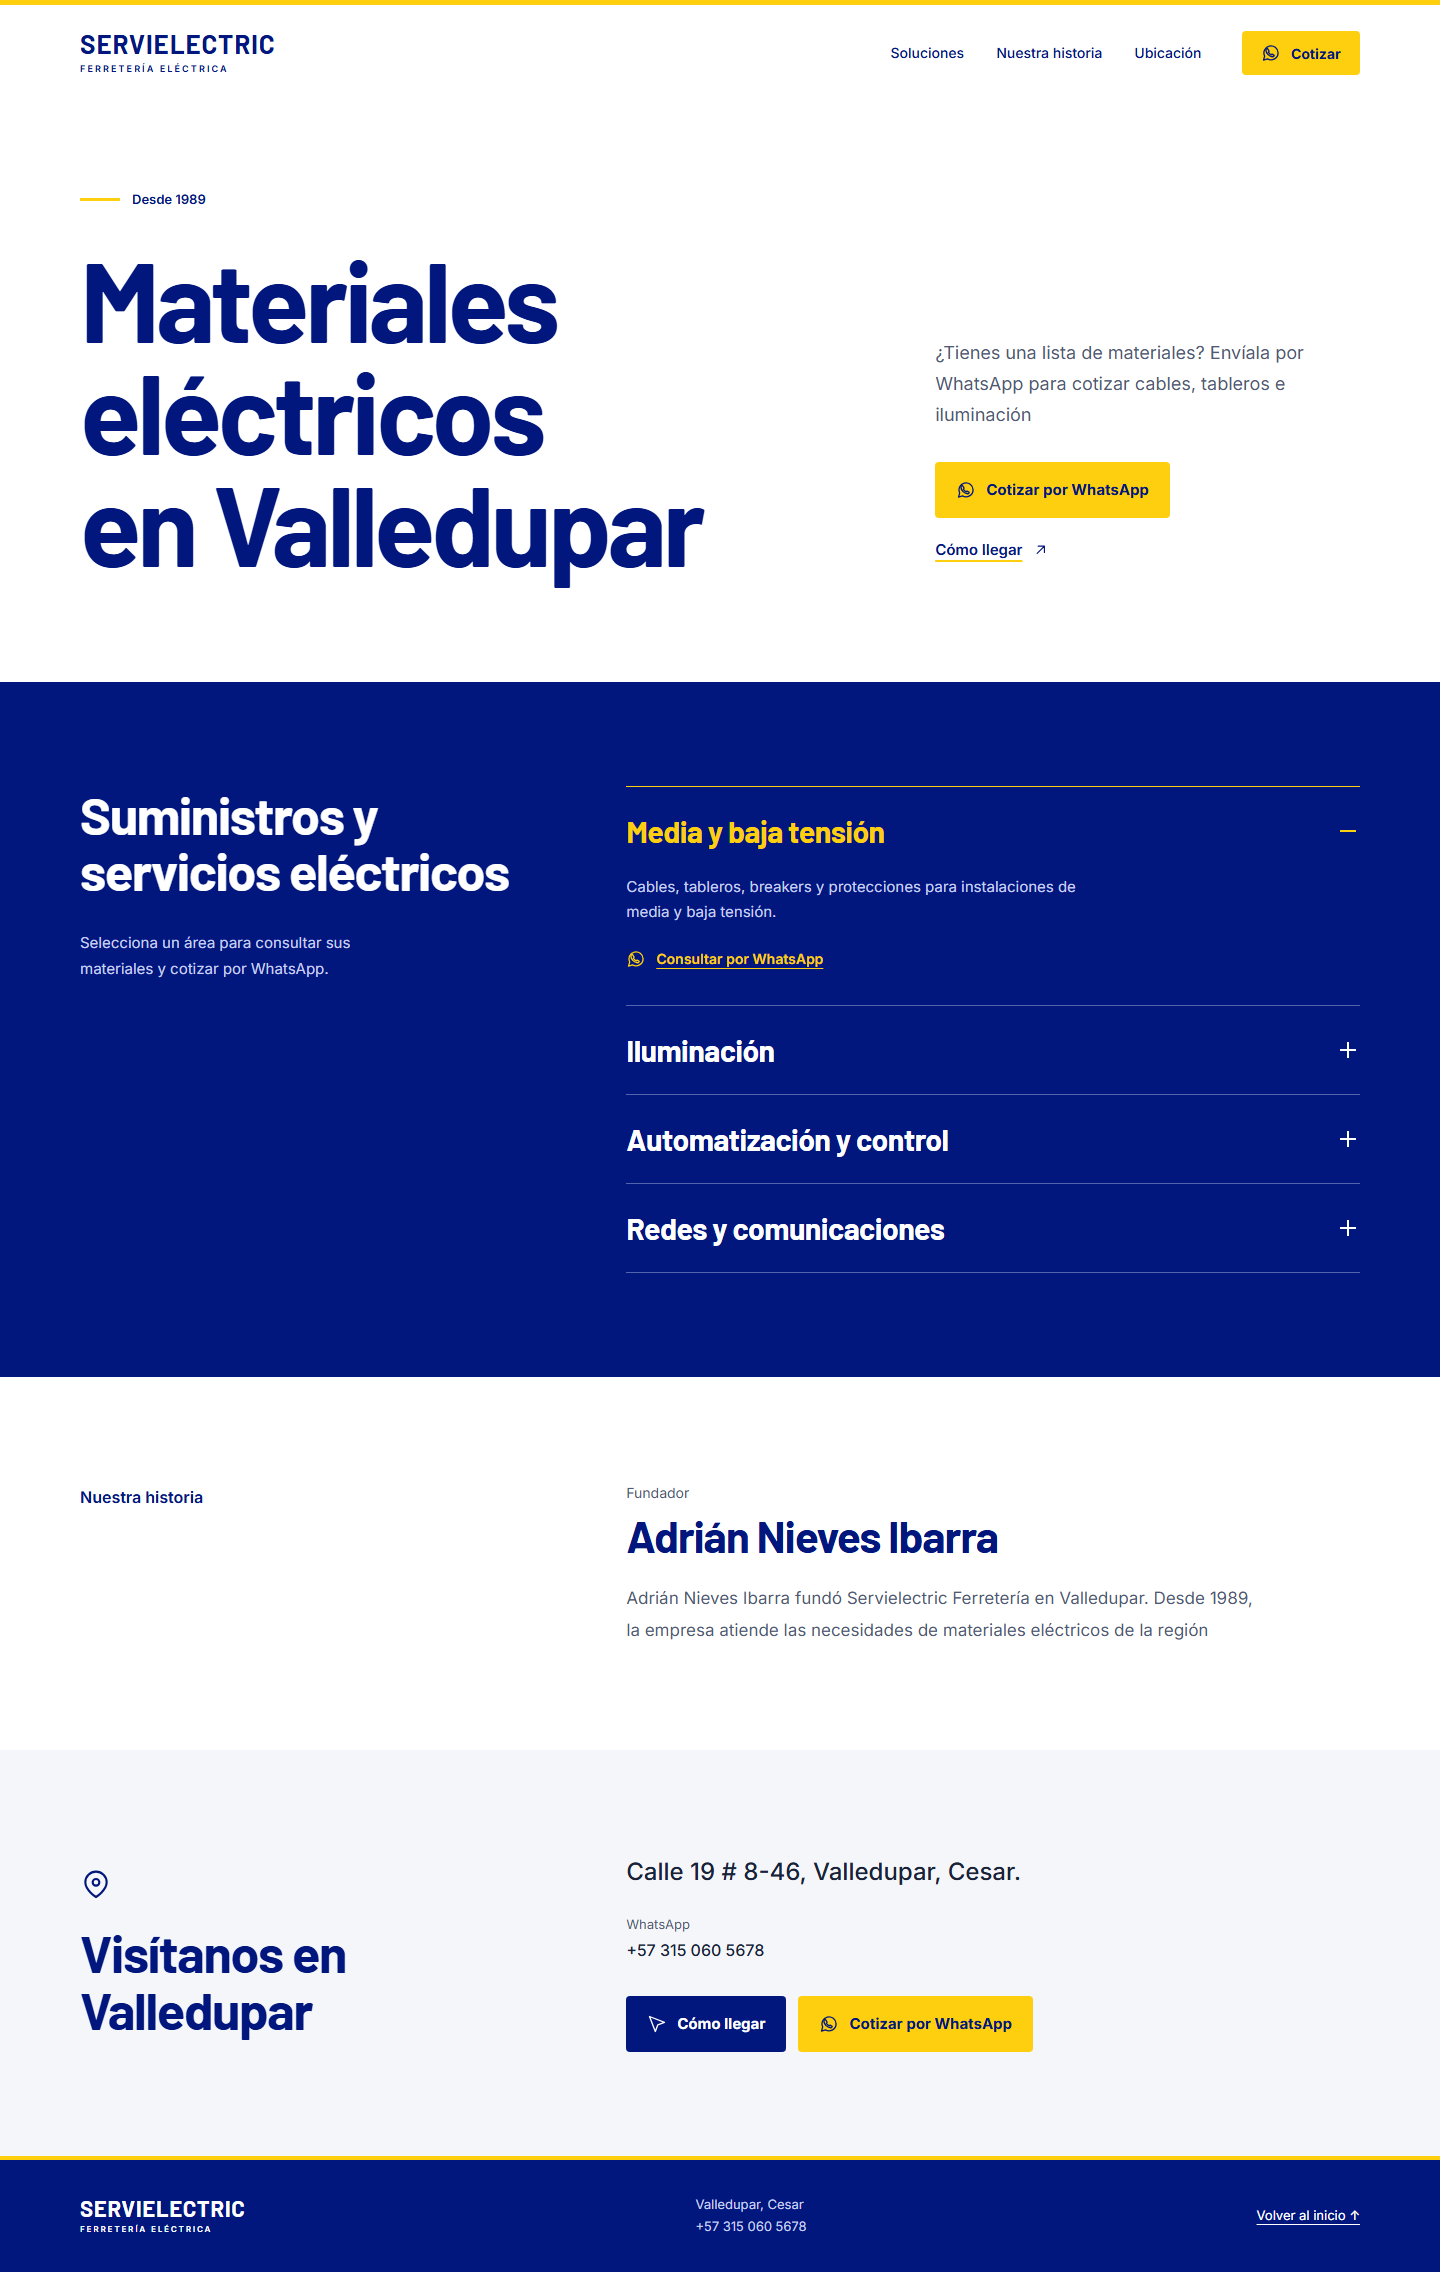 SERVIELECTRIC
FERRETERÍA ELÉCTRICA
Soluciones
Nuestra historia
Ubicación
Cotizar
Desde 1989
Materiales
eléctricos
en Valledupar
¿Tienes una lista de materiales? Envíala por
WhatsApp para cotizar cables, tableros e
iluminación
Cotizar por WhatsApp
Cómo llegar
Suministros y
servicios eléctricos
Selecciona un área para consultar sus
materiales y cotizar por WhatsApp.
Media y baja tensión
Cables, tableros, breakers y protecciones para instalaciones de
media y baja tensión.
Consultar por WhatsApp
Iluminación
Automatización y control
Redes y comunicaciones
Nuestra historia
Fundador
Adrián Nieves Ibarra
Adrián Nieves Ibarra fundó Servielectric Ferretería en Valledupar. Desde 1989,
la empresa atiende las necesidades de materiales eléctricos de la región
Visítanos en
Valledupar
Calle 19 # 8-46, Valledupar, Cesar.
WhatsApp
+57 315 060 5678
Cómo llegar
Cotizar por WhatsApp
SERVIELECTRIC
FERRETERÍA ELÉCTRICA
Valledupar, Cesar
+57 315 060 5678
Volver al inicio ↑